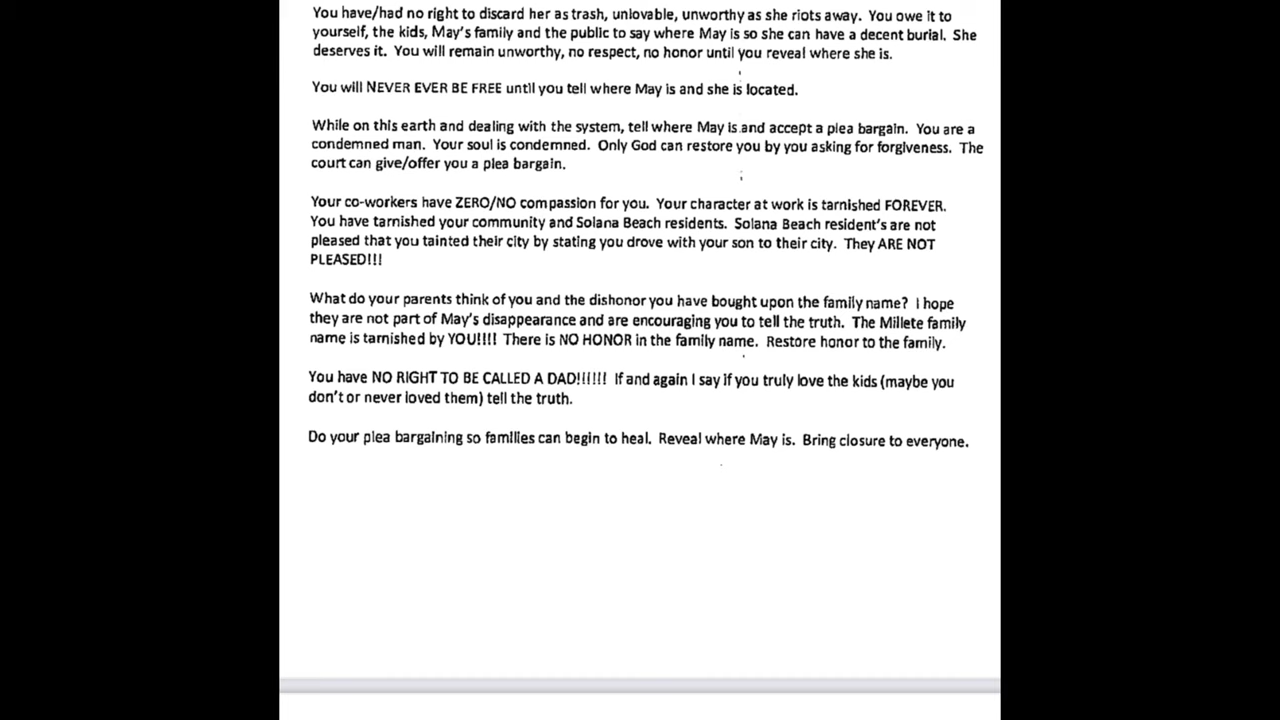 You have/had no right to discard her as trash, unlovable, unworthy as she riots away. You owe it to
yourself, the kids, May's family and the public to say where May is so she can have a decent burial. She
deserves it. You will remain unworthy, no respect, no honor until you reveal where she is.
You will NEVER EVER BE FREE until you tell where May is and she is located.
While on this earth and dealing with the system, tell where May is and accept a plea bargain. You are a
condemned man. Your soul is condemned. Only God can restore you by you asking for forgiveness. The
court can give/offer you a plea bargain.
Your co-workers have ZERO/NO compassion for you. Your character at work is tarnished FOREVER.
You have tarnished your community and Solana Beach residents. Solana Beach resident's are not
pleased that you tainted their city by stating you drove with your son to their city. They ARE NOT
PLEASED!!!
What do your parents think of you and the dishonor you have bought upon the family name? I hope
they are not part of May's disappearance and are encouraging you to tell the truth. The Millete family
name is tarnished by YOU!!!! There is NO HONOR in the family name. Restore honor to the family.
You have NO RIGHT TO BE CALLED A DAD!!!!!! If and again I say if you truly love the kids (maybe you
don't or never loved them) tell the truth.
Do your plea bargaining so families can begin to heal. Reveal where May is. Bring closure to everyone.